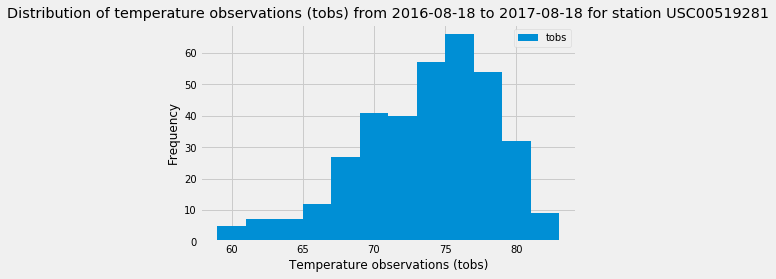 Distribution of temperature observations (tobs) from 2016-08-18 to 2017-08-18 for station USC00519281
tobs
60
50
40
30
20
10
0
Frequency
60 65 70 75 80
Temperature observations (tobs)